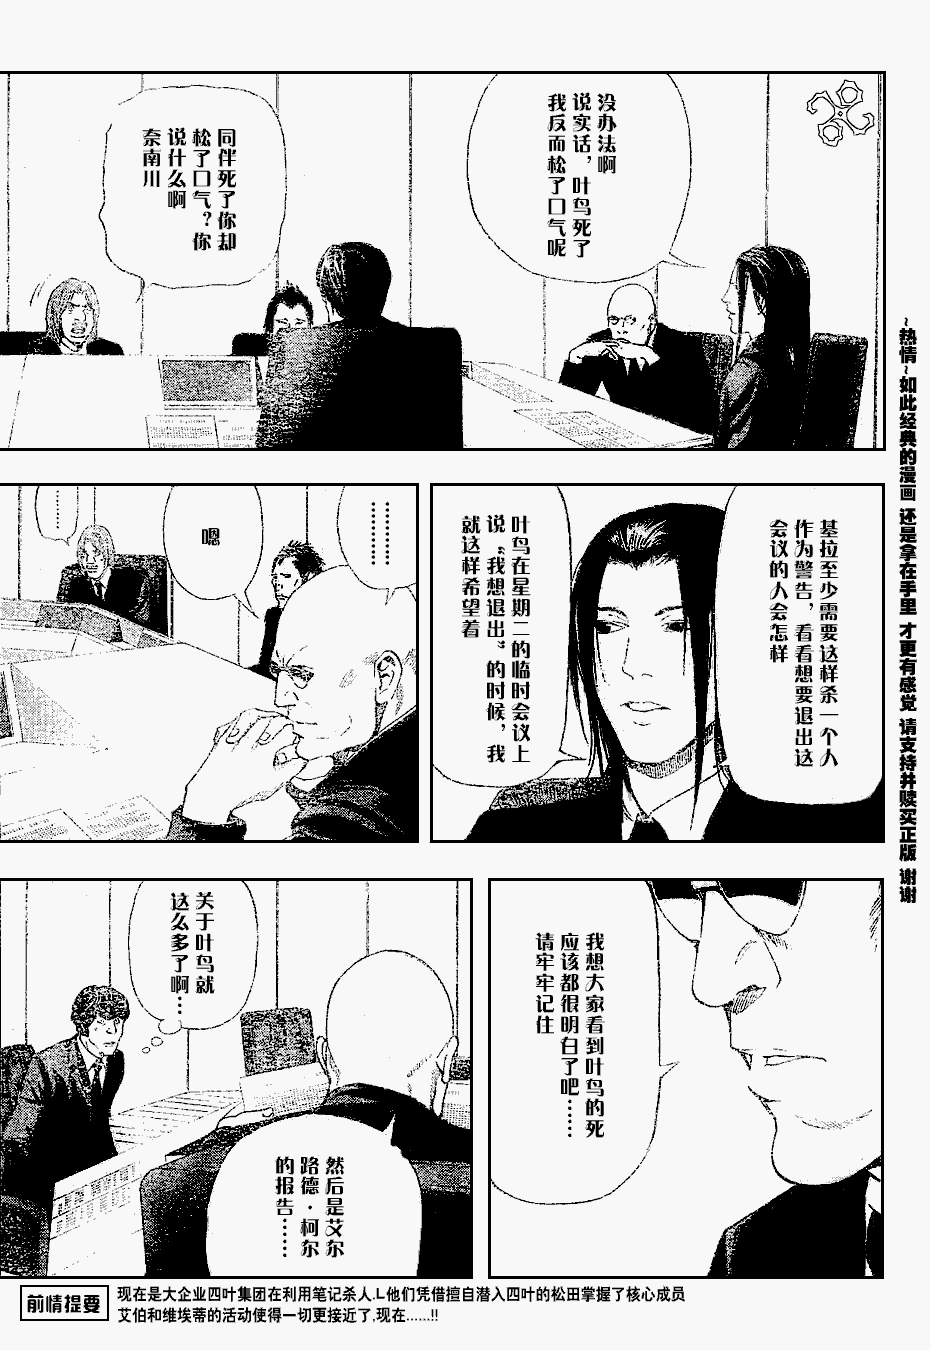 没办法啊
说实话，叶鸟死了
我反而松了口气呢
同伴死了你却
松了口气？你
说什么啊
奈南川
基拉至少需要这样杀一个人
作为警告，看看想要退出这
会议的人会怎样
叶鸟在星期二的临时会议上
说“我想退出”的时候，我
就这样希望着
………
嗯
……
我想大家看到叶鸟的死
应该都很明白了吧……
请牢牢记住
关于叶鸟就
这么多了啊…
然后是艾尔
路德·柯尔
的报告……
~热情~如此经典的漫画 还是拿在手里 才更有感觉 请支持并赎买正版 谢谢
前情提要
现在是大企业四叶集团在利用笔记杀人.L他们凭借擅自潜入四叶的松田掌握了核心成员
艾伯和维埃蒂的活动使得一切更接近了,现在......!!